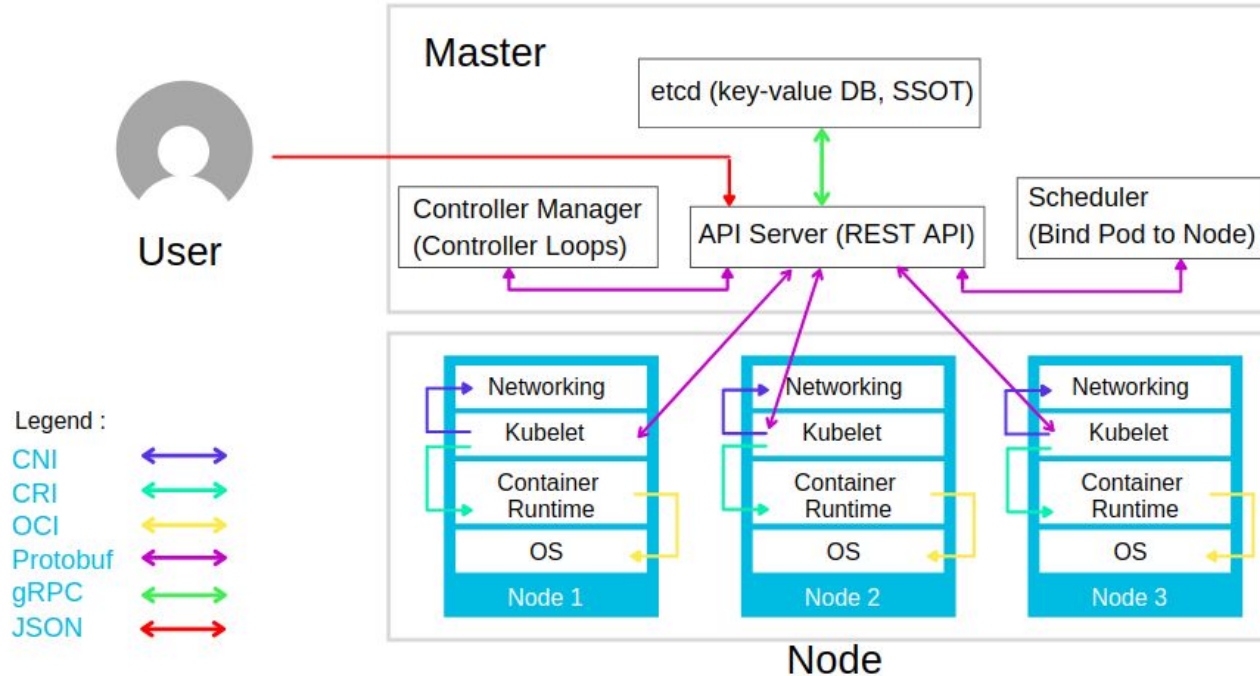 Master
etcd (key-value DB, SSOT)
User
Controller Manager
(Controller Loops)
API Server (REST API)
Scheduler
(Bind Pod to Node)
Legend :
CNI
CRI
OCI
Protobuf
gRPC
JSON
Networking
Kubelet
Container
Runtime
OS
Node 1
Networking
Kubelet
Container
Runtime
OS
Node 2
Networking
Kubelet
Container
Runtime
OS
Node 3
Node